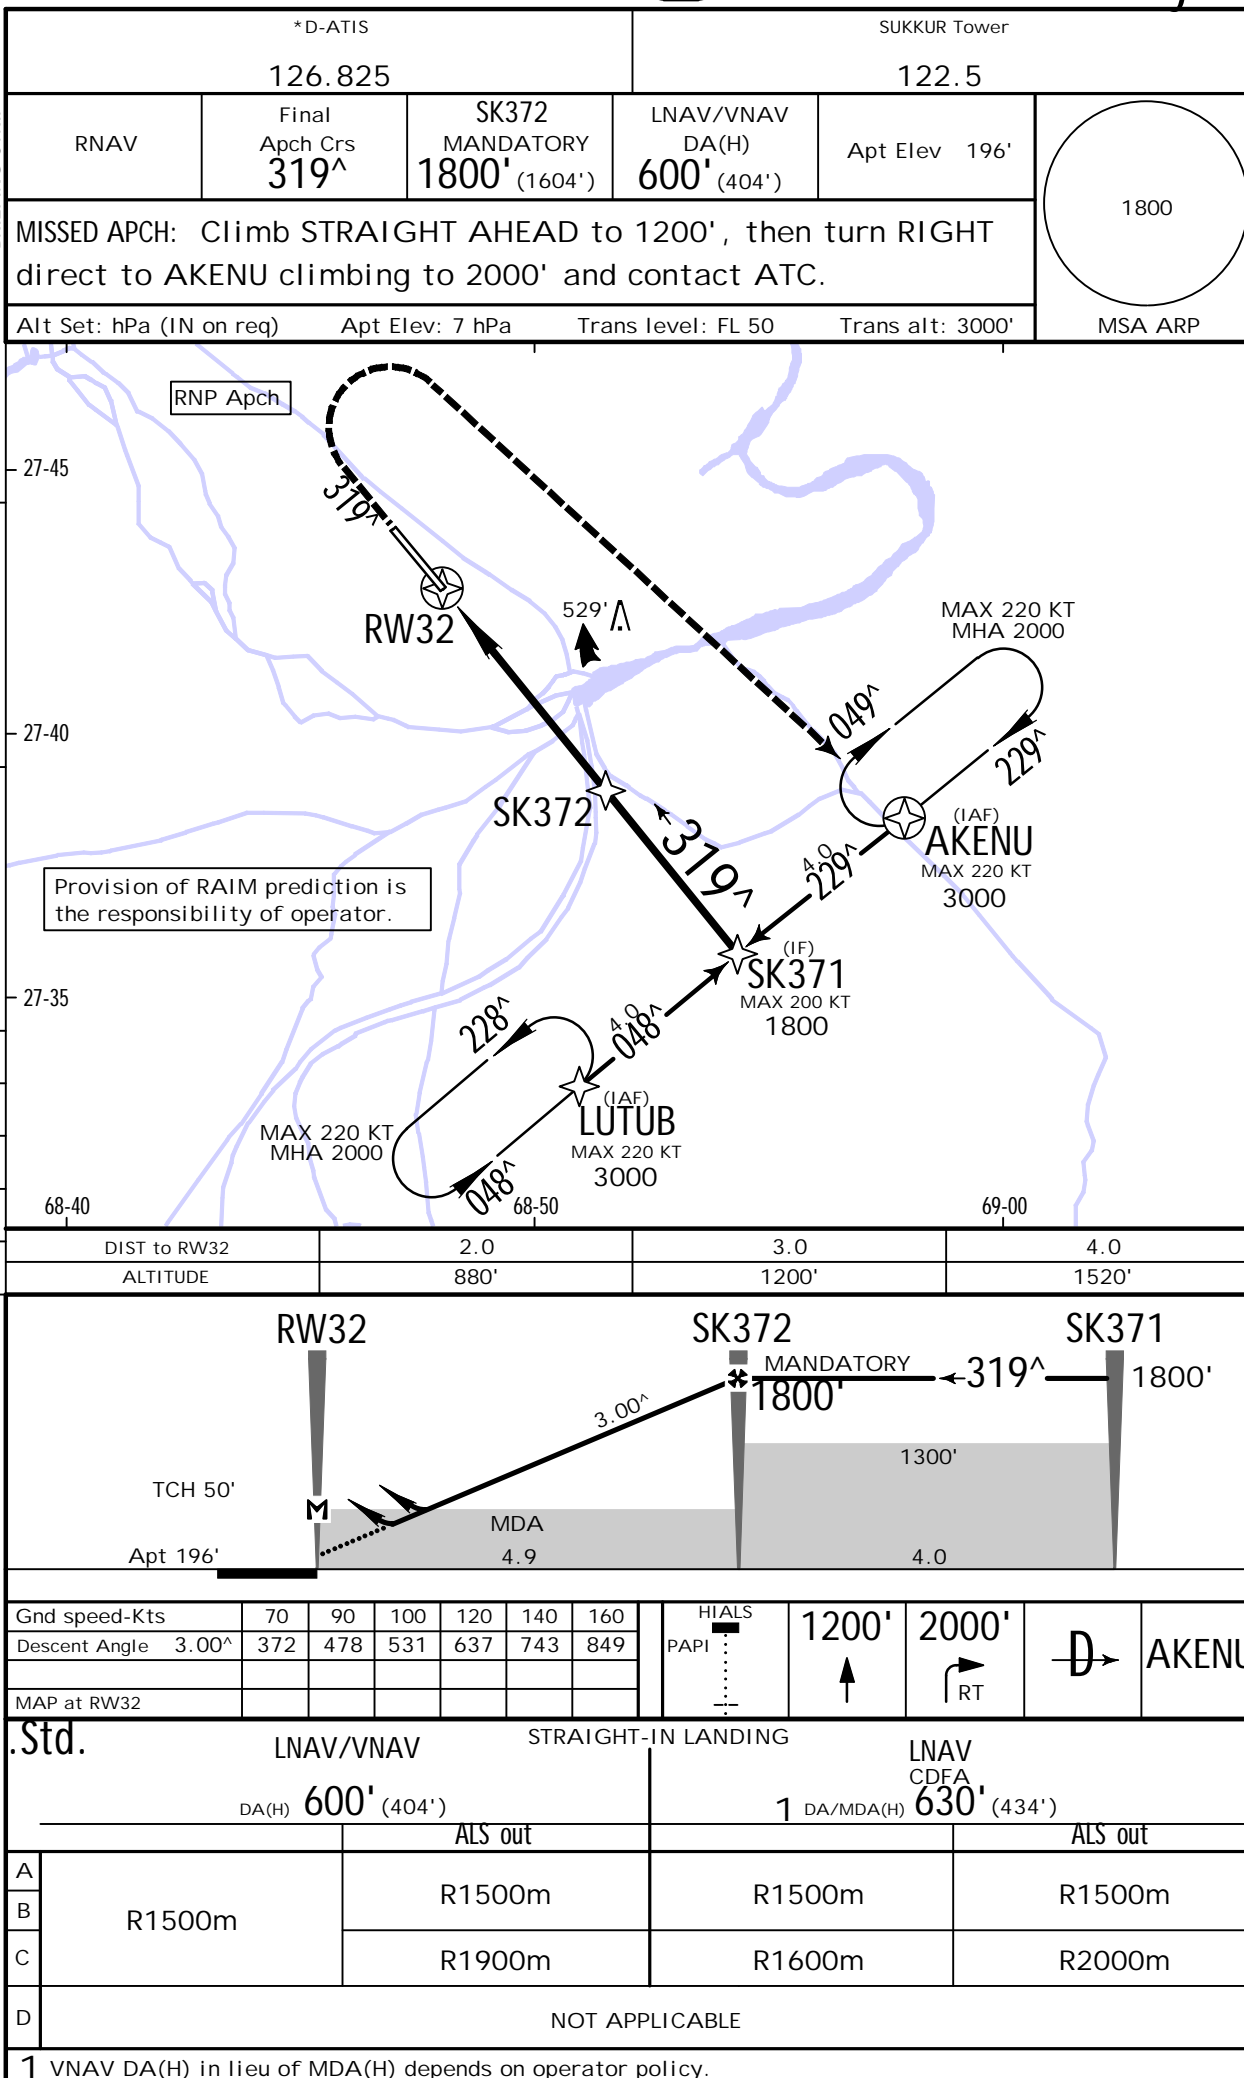 *D-ATIS
126.825
SUKKUR Tower
122.5
RNAV
Final
Apch Crs
319^
SK372
MANDATORY
1800' (1604')
LNAV/VNAV
DA(H)
600' (404')
Apt Elev 196'
1800
MSA ARP
MISSED APCH: Climb STRAIGHT AHEAD to 1200', then turn RIGHT
direct to AKENU climbing to 2000' and contact ATC.
Alt Set: hPa (IN on req) Apt Elev: 7 hPa Trans level: FL 50 Trans alt: 3000'
RNP Apch
27-45
319^
RW32
529'
MAX 220 KT
MHA 2000
049^
229^
27-40
SK372
319^
4.0
229^
(IAF)
AKENU
MAX 220 KT
3000
Provision of RAIM prediction is
the responsibility of operator.
(IF)
SK371
MAX 200 KT
1800
27-35
228^
4.0
048^
(IAF)
LUTUB
MAX 220 KT
3000
MAX 220 KT
MHA 2000
048^
68-40 68-50 69-00
DIST to RW32 2.0 3.0 4.0
ALTITUDE 880' 1200' 1520'
RW32 SK372 SK371
MANDATORY
1800'
319^
1800'
3.00^
1300'
TCH 50'
M
MDA
Apt 196'
4.9
4.0
Gnd speed-Kts 70 90 100 120 140 160
Descent Angle 3.00^ 372 478 531 637 743 849
MAP at RW32
HIALS
PAPI
1200'
2000'
RT
D
AKENU
.Std.
STRAIGHT-IN LANDING
LNAV/VNAV
DA(H) 600' (404')
LNAV
CDFA
1 DA/MDA(H) 630' (434')
ALS out
ALS out
A
B
C
D
R1500m
R1500m
R1500m
R1500m
R1900m
R1600m
R2000m
NOT APPLICABLE
1 VNAV DA(H) in lieu of MDA(H) depends on operator policy.